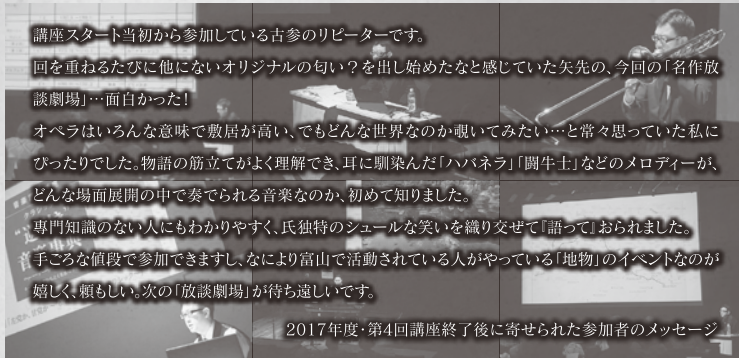 講座スタート当初から参加している古参のリピーターです。
回を重ねるたびに他にないオリジナルの匂い?を出し始めたなと感じていた矢先の、今回の「名作放
談劇場」…面白かった!
オペラはいろんな意味で敷居が高い、でもどんな世界なのか覗いてみたい…と常々思っていた私に
ぴったりでした。物語の筋立てがよく理解でき、耳に馴染んだ「ハバネラ」「闘牛士」などのメロディーが、
どんな場面展開の中で奏でられる音楽なのか、初めて知りました。
専門知識のない人にもわかりやすく、氏独特のシュールな笑いを織り交ぜて『語って』おられました。
手ごろな値段で参加できますし、なにより富山で活動されている人がやっている「地物」のイベントなのが
嬉しく、頼もしい。次の「放談劇場」が待ち遠しいです。
2017年度・第4回講座終了後に寄せられた参加者のメッセージ